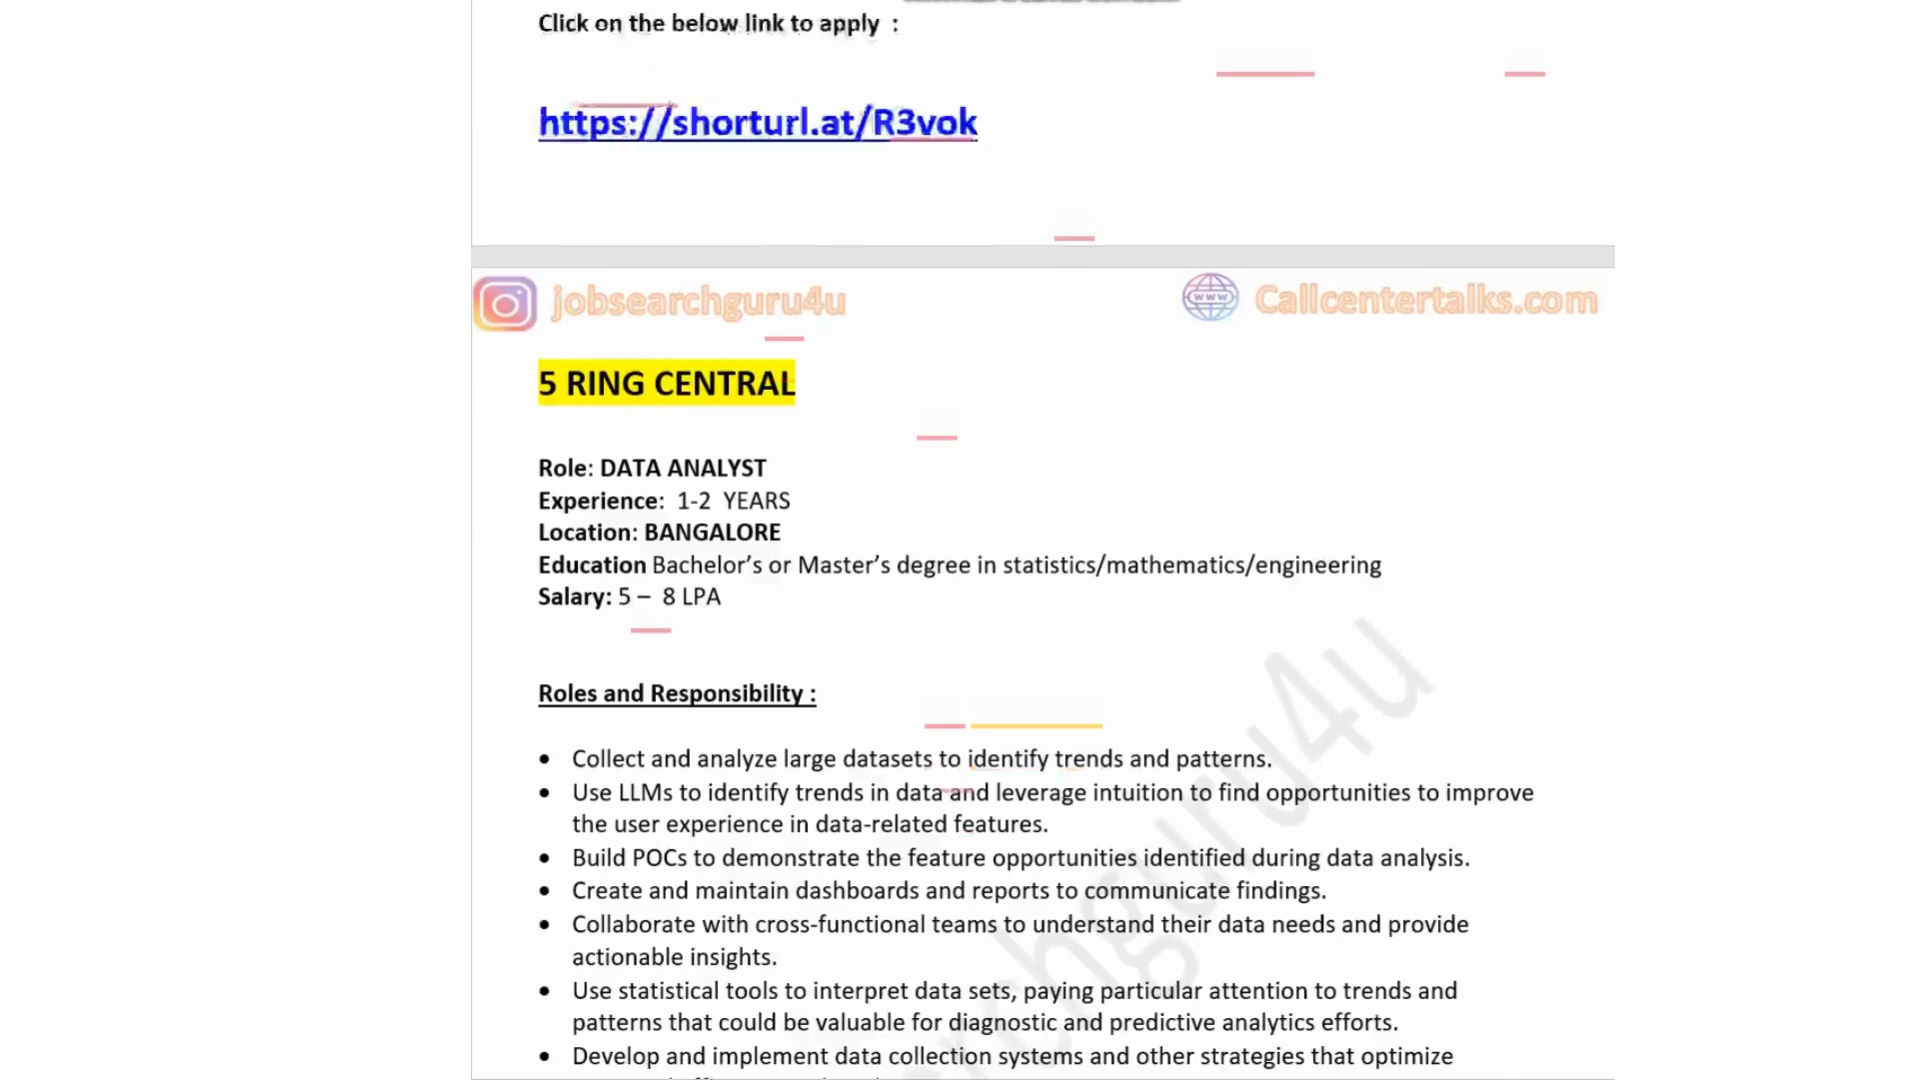 Click on the below link to apply :
https://shorturl.at/R3vok
jobsearchguru4u
www
Callcentertalks.com
5 RING CENTRAL
Role: DATA ANALYST
Experience: 1-2 YEARS
Location: BANGALORE
Education Bachelor’s or Master’s degree in statistics/mathematics/engineering
Salary: 5 – 8 LPA
Roles and Responsibility :
• Collect and analyze large datasets to identify trends and patterns.
• Use LLMs to identify trends in data and leverage intuition to find opportunities to improve
the user experience in data-related features.
• Build POCs to demonstrate the feature opportunities identified during data analysis.
• Create and maintain dashboards and reports to communicate findings.
• Collaborate with cross-functional teams to understand their data needs and provide
actionable insights.
• Use statistical tools to interpret data sets, paying particular attention to trends and
patterns that could be valuable for diagnostic and predictive analytics efforts.
• Develop and implement data collection systems and other strategies that optimize
rchguru4u